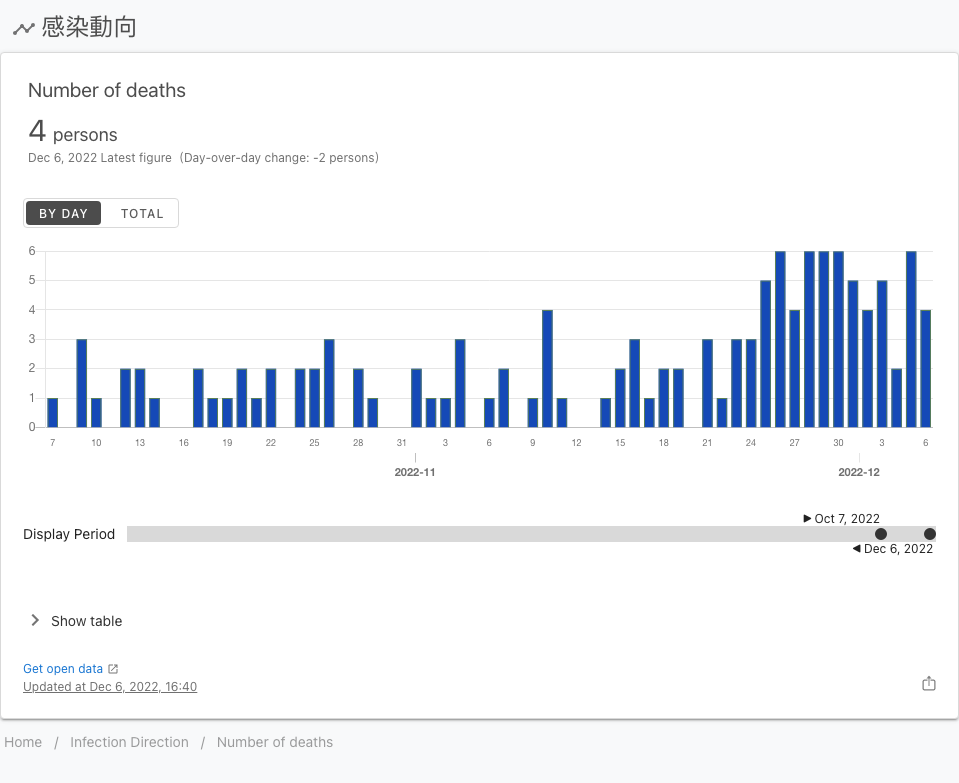 感染動向
Number of deaths
4 persons
Dec 6, 2022 Latest figure (Day-over-day change: -2 persons)
BY DAY TOTAL
6
5
4
3
2
1
0
7 10 13 16 19 22 25 28 31 3 6 9 12 15 18 21 24 27 30 3 6
2022-11 2022-12
Oct 7, 2022
Display Period
Dec 6, 2022
Show table
Get open data
Updated at Dec 6, 2022, 16:40
Home / Infection Direction / Number of deaths